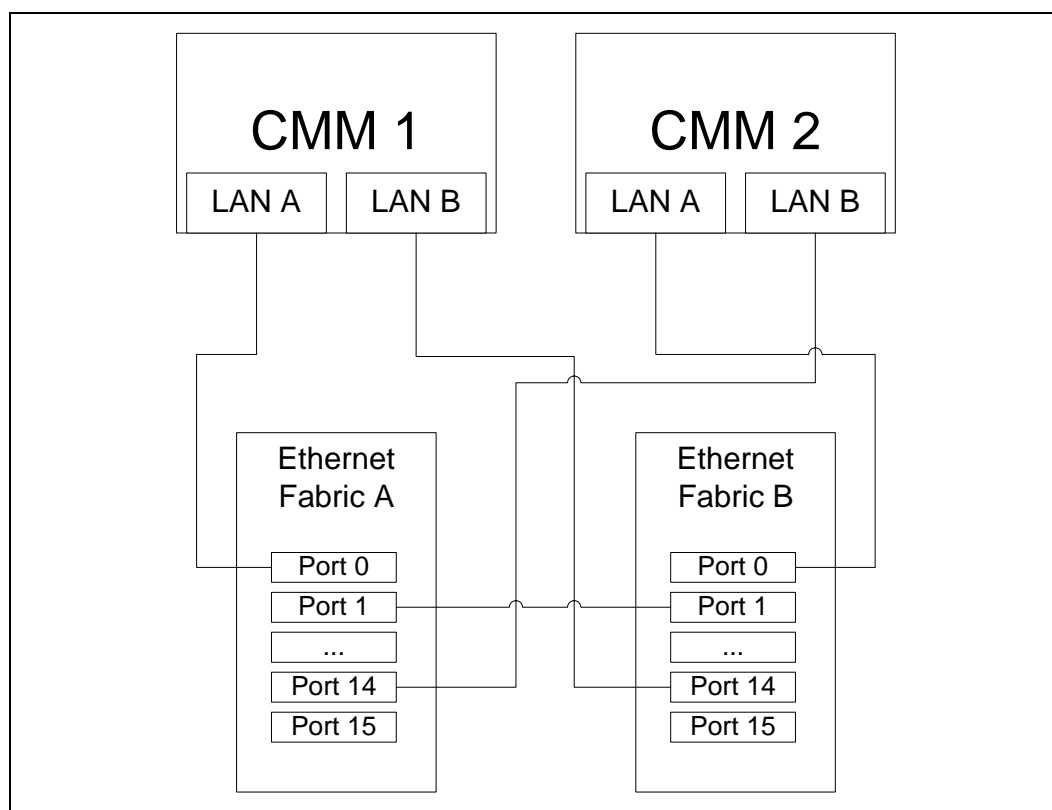 CMM 1
LAN A
LAN B
CMM 2
LAN A
LAN B
Ethernet
Fabric A
Port 0
Port 1
...
Port 14
Port 15
Ethernet
Fabric B
Port 0
Port 1
...
Port 14
Port 15